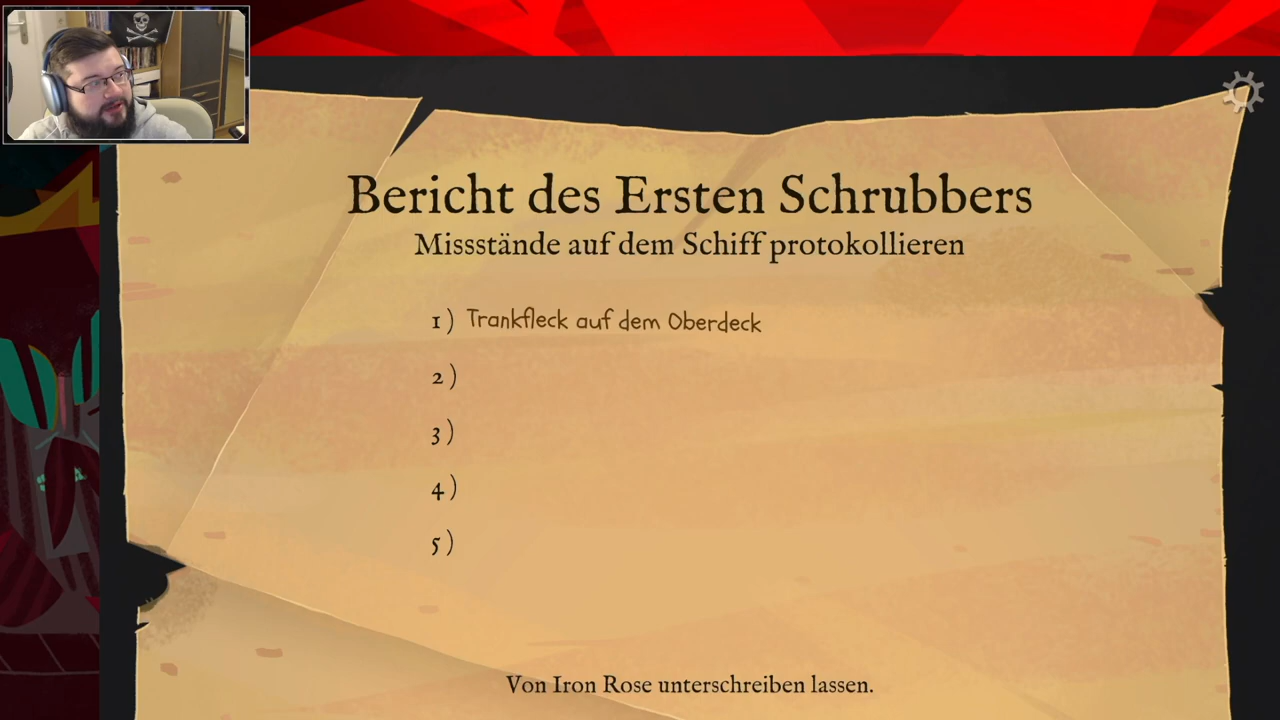 Bericht des Ersten Schrubbers
Missstände auf dem Schiff protokollieren
1) Trankfleck auf dem Oberdeck
2)
3)
4)
5)
Von Iron Rose unterschreiben lassen.